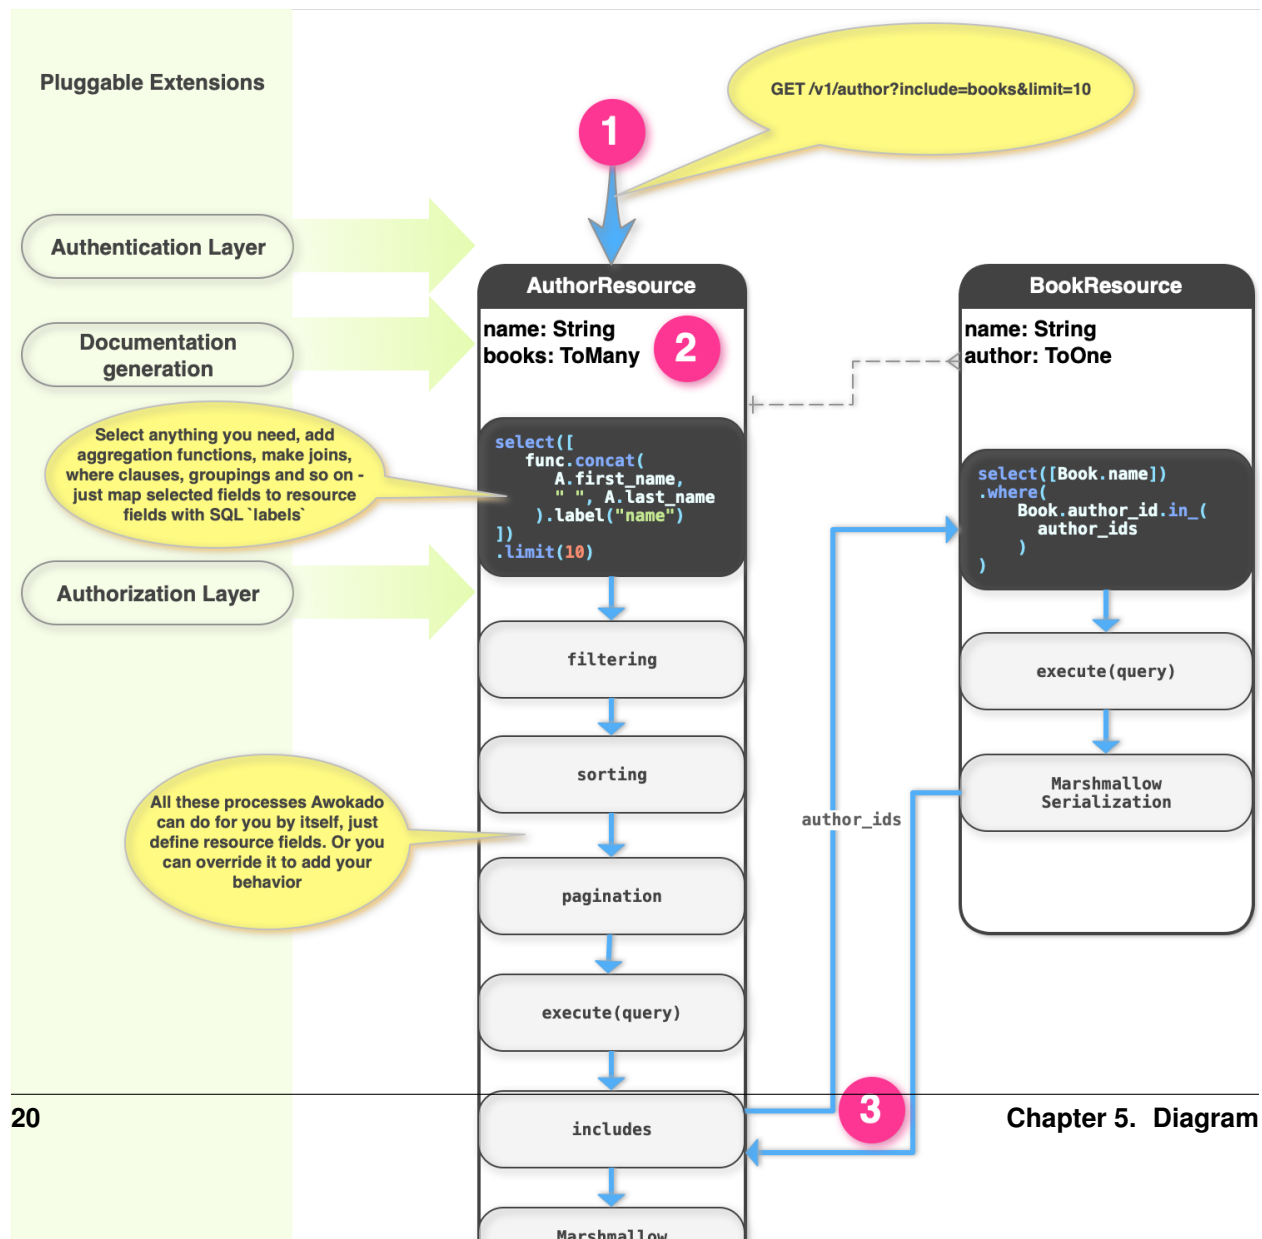 Pluggable Extensions
GET /v1/author?include=books&limit=10
1
Authentication Layer
Documentation
generation
AuthorResource
name: String
books: ToMany
2
BookResource
name: String
author: ToOne
Select anything you need, add
aggregation functions, make joins,
where clauses, groupings and so on -
just map selected fields to resource
fields with SQL `labels`
select([
func.concat(
A.first_name,
" ", A.last_name
).label("name")
])
.limit(10)
select([Book.name])
.where(
Book.author_id.in_(
author_ids
)
)
Authorization Layer
filtering
sorting
pagination
execute(query)
includes
Marshmallow
execute(query)
Marshmallow
Serialization
author_ids
All these processes Awokado
can do for you by itself, just
define resource fields. Or you
can override it to add your
behavior
3
20
Chapter 5. Diagram